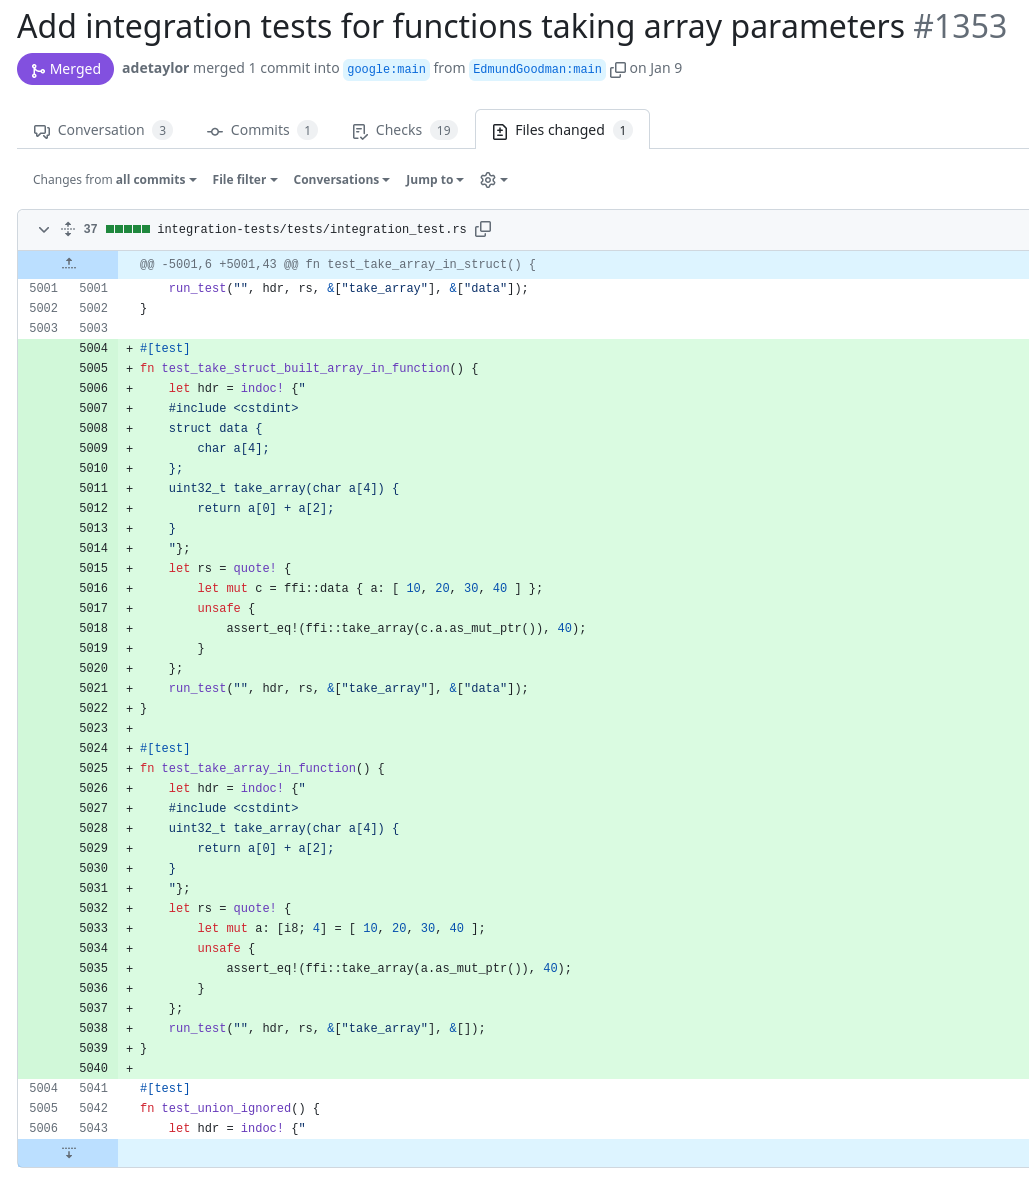 Add integration tests for functions taking array parameters #1353
Merged adetaylor merged 1 commit into google:main from EdmundGoodman:main on Jan 9
Conversation 3 Commits 1 Checks 19 Files changed 1
Changes from all commits File filter Conversations Jump to
37 integration-tests/tests/integration_test.rs
@@ -5001,6 +5001,43 @@ fn test_take_array_in_struct() {
5001 5001     run_test("", hdr, rs, &["take_array"], &["data"]);
5002 5002 }
5003 5003
5004 + #[test]
5005 + fn test_take_struct_built_array_in_function() {
5006 +     let hdr = indoc! {"
5007 +     #include <cstdint>
5008 +     struct data {
5009 +         char a[4];
5010 +     };
5011 +     uint32_t take_array(char a[4]) {
5012 +         return a[0] + a[2];
5013 +     }
5014 +     "};
5015 +     let rs = quote! {
5016 +         let mut c = ffi::data { a: [ 10, 20, 30, 40 ] };
5017 +         unsafe {
5018 +             assert_eq!(ffi::take_array(c.a.as_mut_ptr()), 40);
5019 +         }
5020 +     };
5021 +     run_test("", hdr, rs, &["take_array"], &["data"]);
5022 + }
5023 +
5024 + #[test]
5025 + fn test_take_array_in_function() {
5026 +     let hdr = indoc! {"
5027 +     #include <cstdint>
5028 +     uint32_t take_array(char a[4]) {
5029 +         return a[0] + a[2];
5030 +     }
5031 +     "};
5032 +     let rs = quote! {
5033 +         let mut a: [i8; 4] = [ 10, 20, 30, 40 ];
5034 +         unsafe {
5035 +             assert_eq!(ffi::take_array(a.as_mut_ptr()), 40);
5036 +         }
5037 +     };
5038 +     run_test("", hdr, rs, &["take_array"], &[]);
5039 + }
5040 +
5004 5041 #[test]
5005 5042 fn test_union_ignored() {
5006 5043     let hdr = indoc! {"